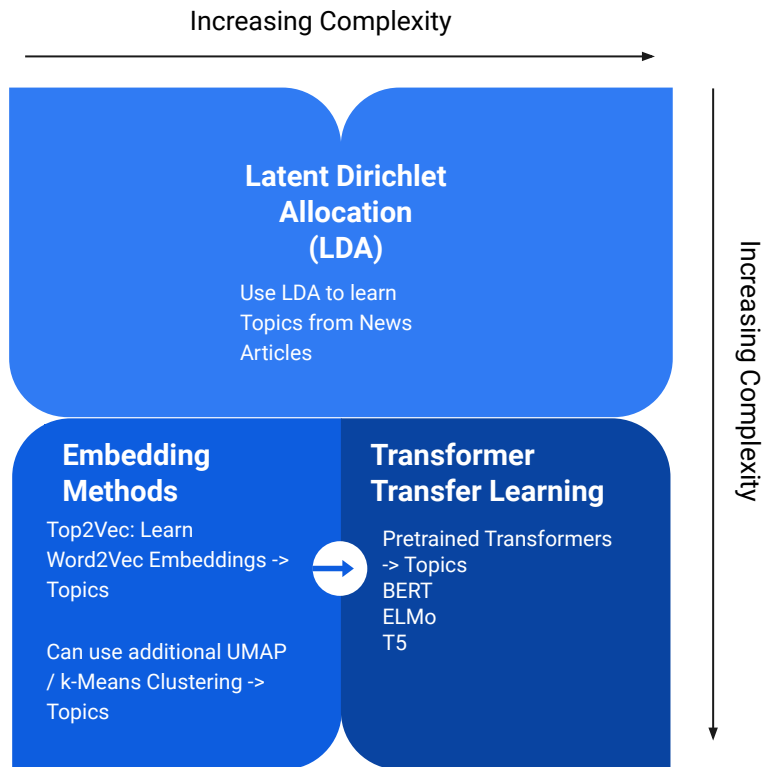 Increasing Complexity
Latent Dirichlet
Allocation
(LDA)
Use LDA to learn
Topics from News
Articles
Increasing Complexity
Embedding
Methods
Top2Vec: Learn
Word2Vec Embeddings ->
Topics
Can use additional UMAP
/ k-Means Clustering ->
Topics
Transformer
Transfer Learning
Pretrained Transformers
-> Topics
BERT
ELMo
T5